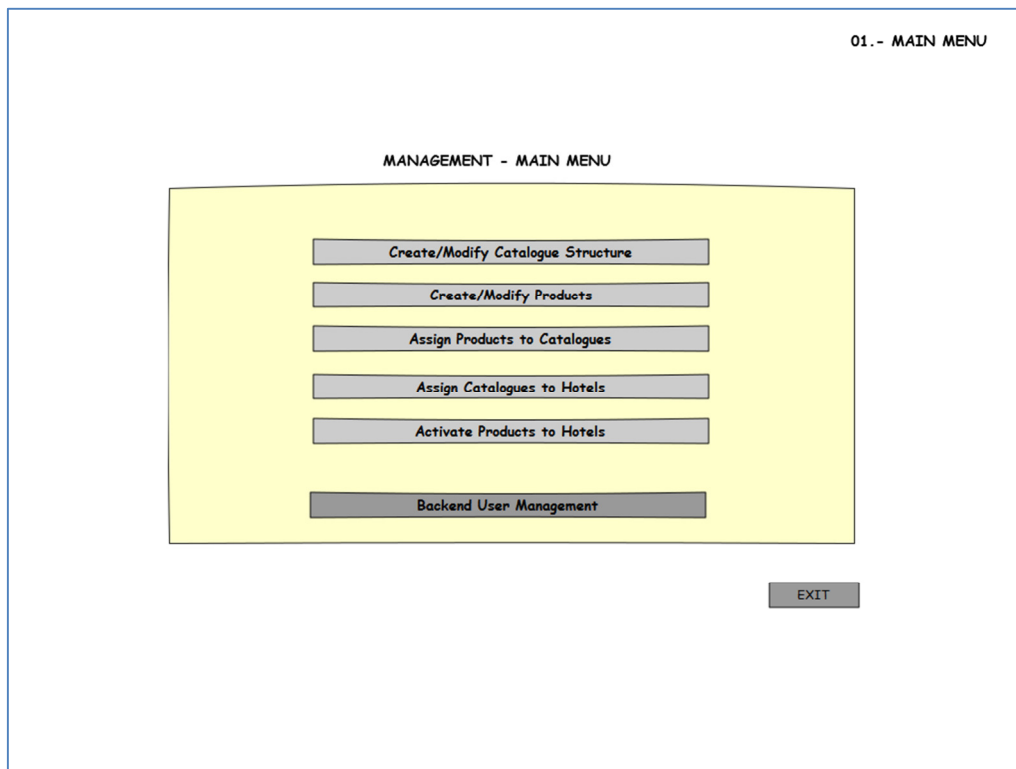 01.- MAIN MENU
MANAGEMENT - MAIN MENU
Create/Modify Catalogue Structure
Create/Modify Products
Assign Products to Catalogues
Assign Catalogues to Hotels
Activate Products to Hotels
Backend User Management
EXIT